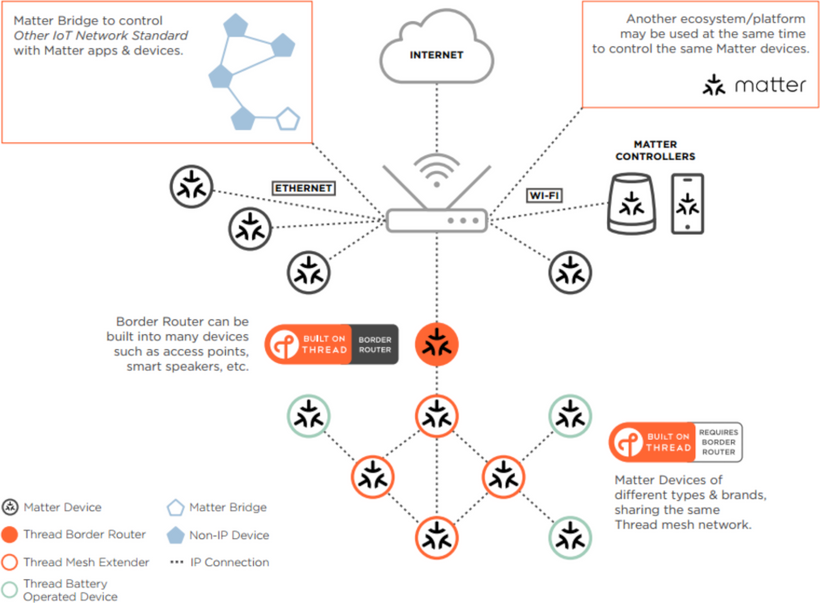 Matter Bridge to control
Other IoT Network Standard
with Matter apps & devices.
INTERNET
Another ecosystem/platform
may be used at the same time
to control the same Matter devices.
matter
MATTER
CONTROLLERS
ETHERNET
WI-FI
Border Router can be
built into many devices
such as access points,
smart speakers, etc.
BUILT ON
THREAD
BORDER
ROUTER
BUILT ON
THREAD
REQUIRES
BORDER
ROUTER
Matter Devices of
different types & brands,
sharing the same
Thread mesh network.
Matter Device
Thread Border Router
Thread Mesh Extender
Thread Battery
Operated Device
Matter Bridge
Non-IP Device
IP Connection